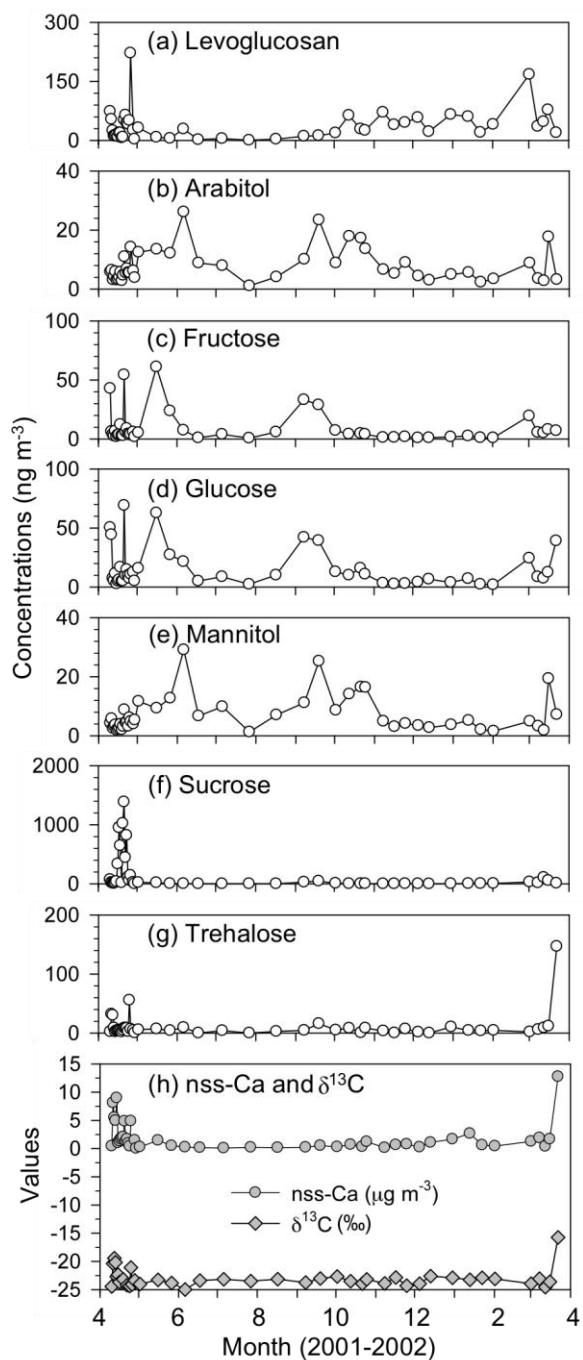 Concentrations (ng m⁻³)
300
150
0
(a) Levoglucosan
40
20
0
(b) Arabitol
100
50
0
(c) Fructose
100
50
0
(d) Glucose
40
20
0
(e) Mannitol
2000
1000
0
(f) Sucrose
200
100
0
(g) Trehalose
Values
15
10
5
0
-5
-10
-15
-20
-25
(h) nss-Ca and δ¹³C
nss-Ca (μg m⁻³)
δ¹³C (‰)
4 6 8 10 12 2 4
Month (2001-2002)